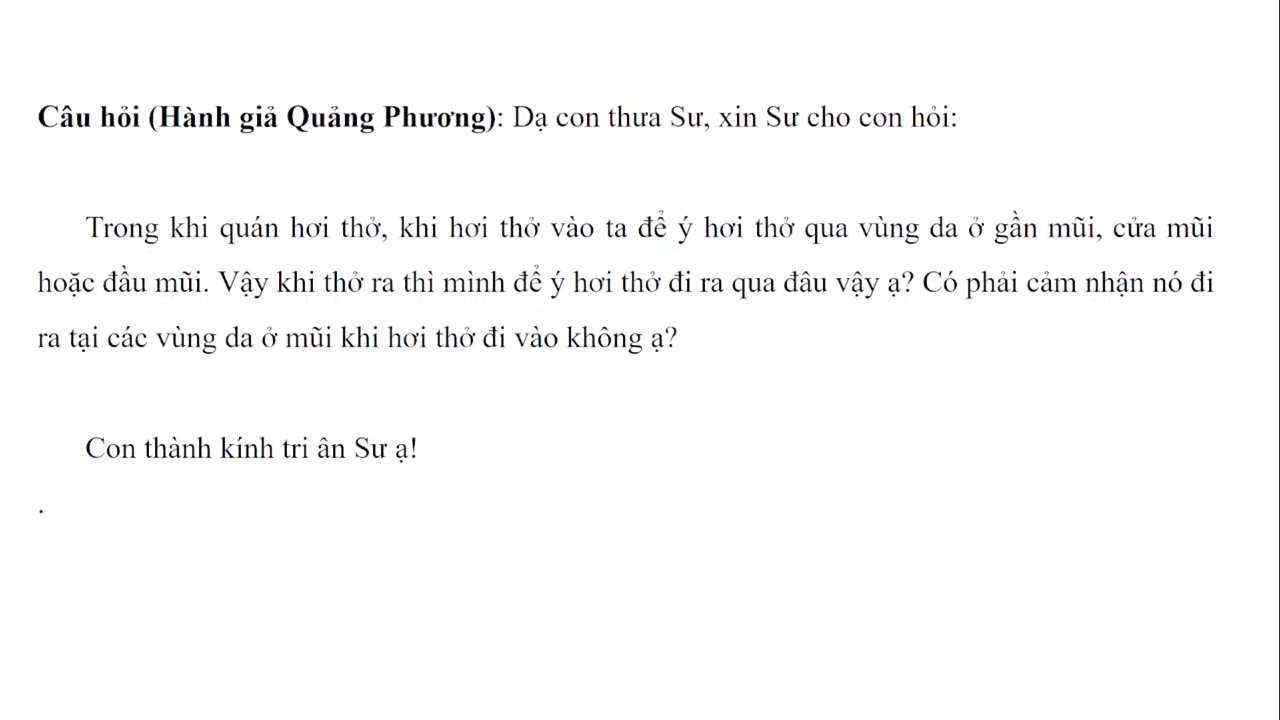 Câu hỏi (Hành giả Quảng Phương): Dạ con thưa Sư, xin Sư cho con hỏi:
Trong khi quán hơi thở, khi hơi thở vào ta để ý hơi thở qua vùng da ở gần mũi, cửa mũi
hoặc đầu mũi. Vậy khi thở ra thì mình để ý hơi thở đi ra qua đâu vậy ạ? Có phải cảm nhận nó đi
ra tại các vùng da ở mũi khi hơi thở đi vào không ạ?
Con thành kính tri ân Sư ạ!
.